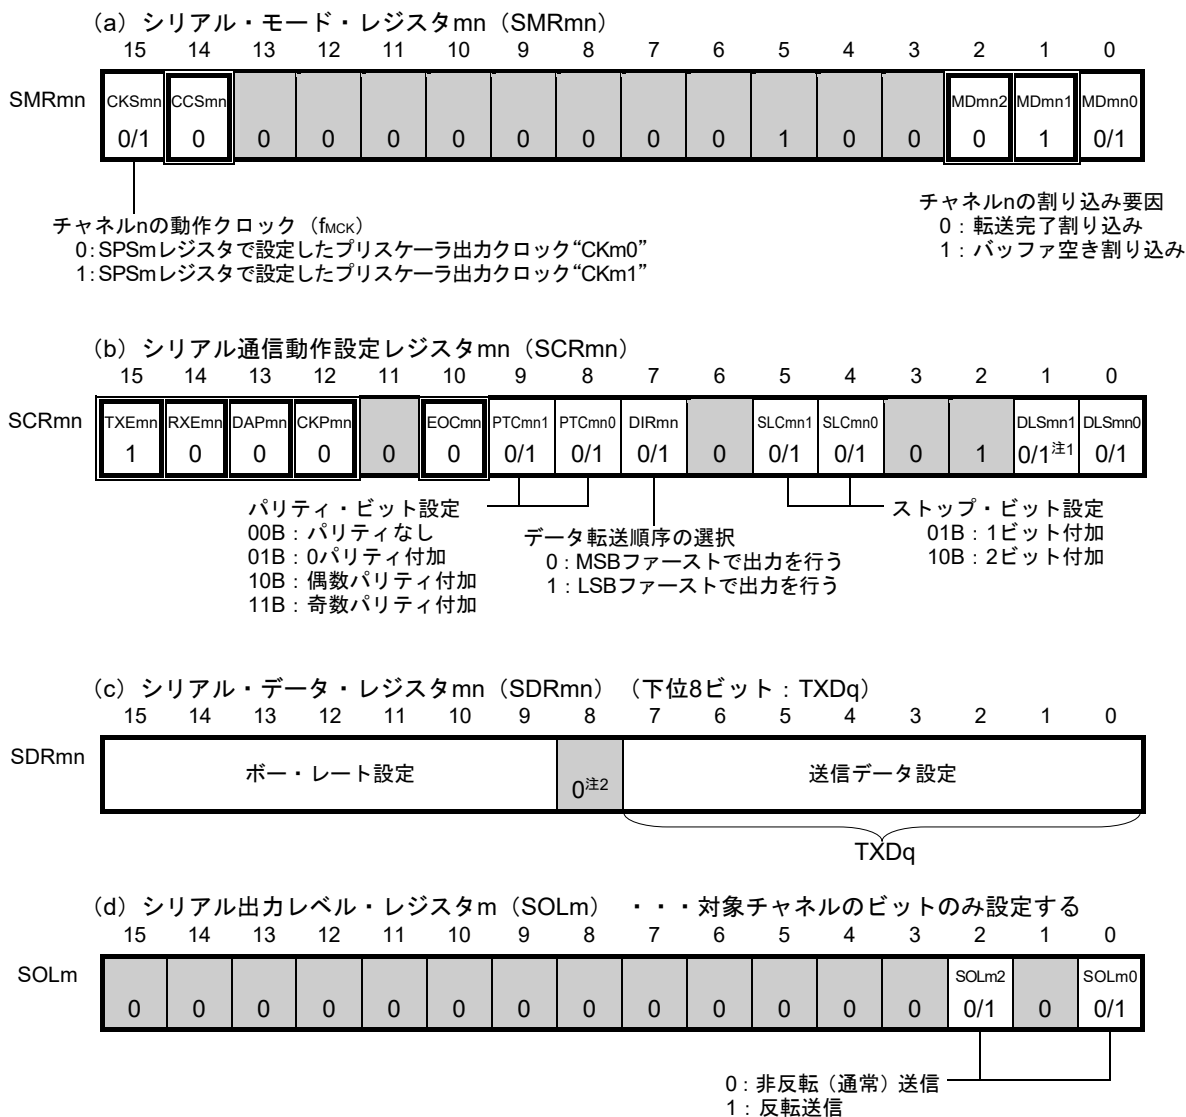 (a) シリアル・モード・レジスタmn（SMRmn）
15 14 13 12 11 10 9 8 7 6 5 4 3 2 1 0
SMRmn CKSmn CCSmn MDmn2 MDmn1 MDmn0
0/1 0 0 0 0 0 0 0 0 0 1 0 0 0 1 0/1
チャネルnの動作クロック（fMCK）
0：SPSmレジスタで設定したプリスケーラ出力クロック“CKm0”
1：SPSmレジスタで設定したプリスケーラ出力クロック“CKm1”
チャネルnの割り込み要因
0：転送完了割り込み
1：バッファ空き割り込み
(b) シリアル通信動作設定レジスタmn（SCRmn）
15 14 13 12 11 10 9 8 7 6 5 4 3 2 1 0
SCRmn TXEmn RXEmn DAPmn CKPmn EOCmn PTCmn1 PTCmn0 DIRmn SLCmn1 SLCmn0 DLSmn1 DLSmn0
1 0 0 0 0 0 0/1 0/1 0/1 0 0/1 0/1 0 1 0/1注1 0/1
パリティ・ビット設定
00B：パリティなし
01B：0パリティ付加
10B：偶数パリティ付加
11B：奇数パリティ付加
データ転送順序の選択
0：MSBファーストで出力を行う
1：LSBファーストで出力を行う
ストップ・ビット設定
01B：1ビット付加
10B：2ビット付加
(c) シリアル・データ・レジスタmn（SDRmn）（下位8ビット：TXDq）
15 14 13 12 11 10 9 8 7 6 5 4 3 2 1 0
SDRmn ボー・レート設定 0注2 送信データ設定
TXDq
(d) シリアル出力レベル・レジスタm（SOLm） ・・・対象チャネルのビットのみ設定する
15 14 13 12 11 10 9 8 7 6 5 4 3 2 1 0
SOLm SOLm2 SOLm0
0 0 0 0 0 0 0 0 0 0 0 0 0 0/1 0 0/1
0：非反転（通常）送信
1：反転送信